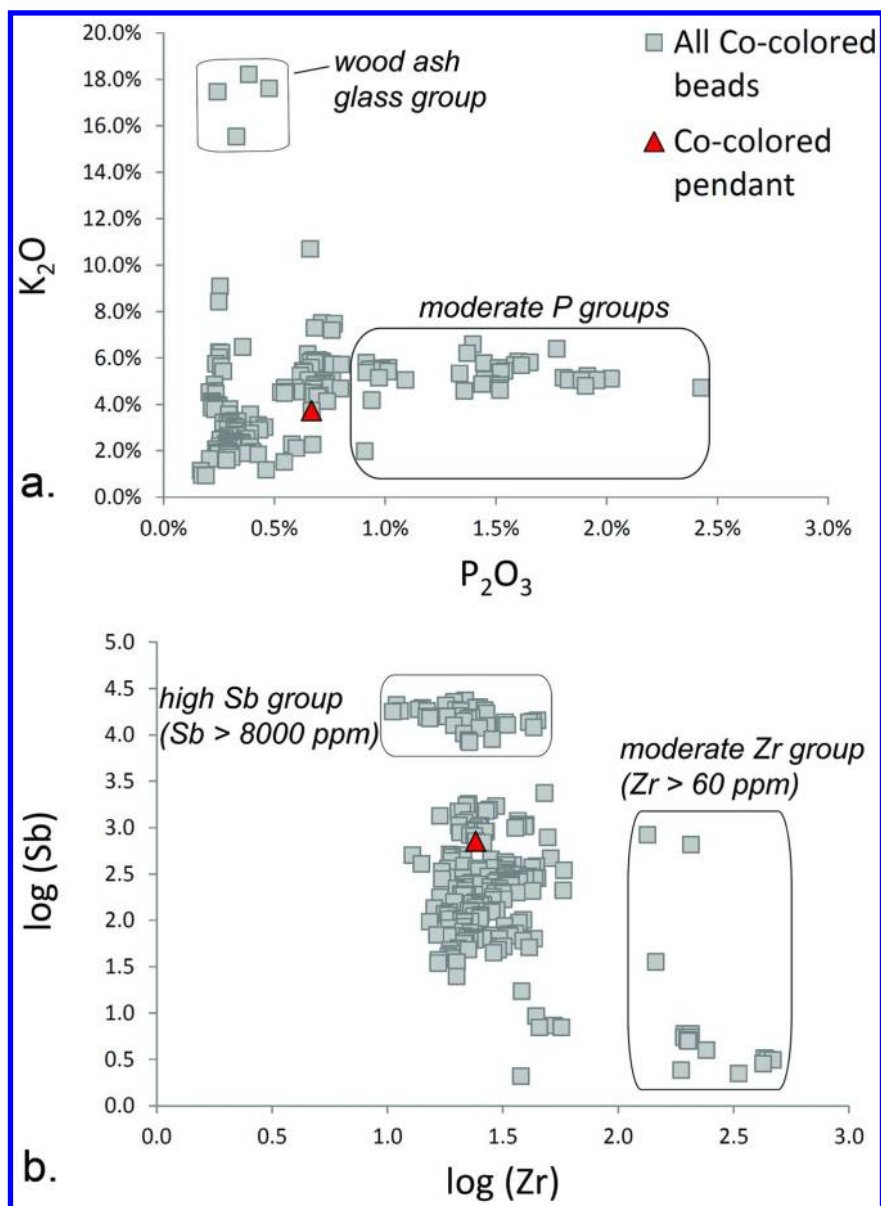 20.0%
18.0%
16.0%
14.0%
12.0%
10.0%
8.0%
6.0%
4.0%
2.0%
0.0%
K₂O
wood ash
glass group
All Co-colored
beads
Co-colored
pendant
moderate P groups
a.
0.0% 0.5% 1.0% 1.5% 2.0% 2.5% 3.0%
P₂O₃
5.0
4.5
4.0
3.5
3.0
2.5
2.0
1.5
1.0
0.5
0.0
log (Sb)
high Sb group
(Sb > 8000 ppm)
moderate Zr group
(Zr > 60 ppm)
0.0 0.5 1.0 1.5 2.0 2.5 3.0
b.
log (Zr)